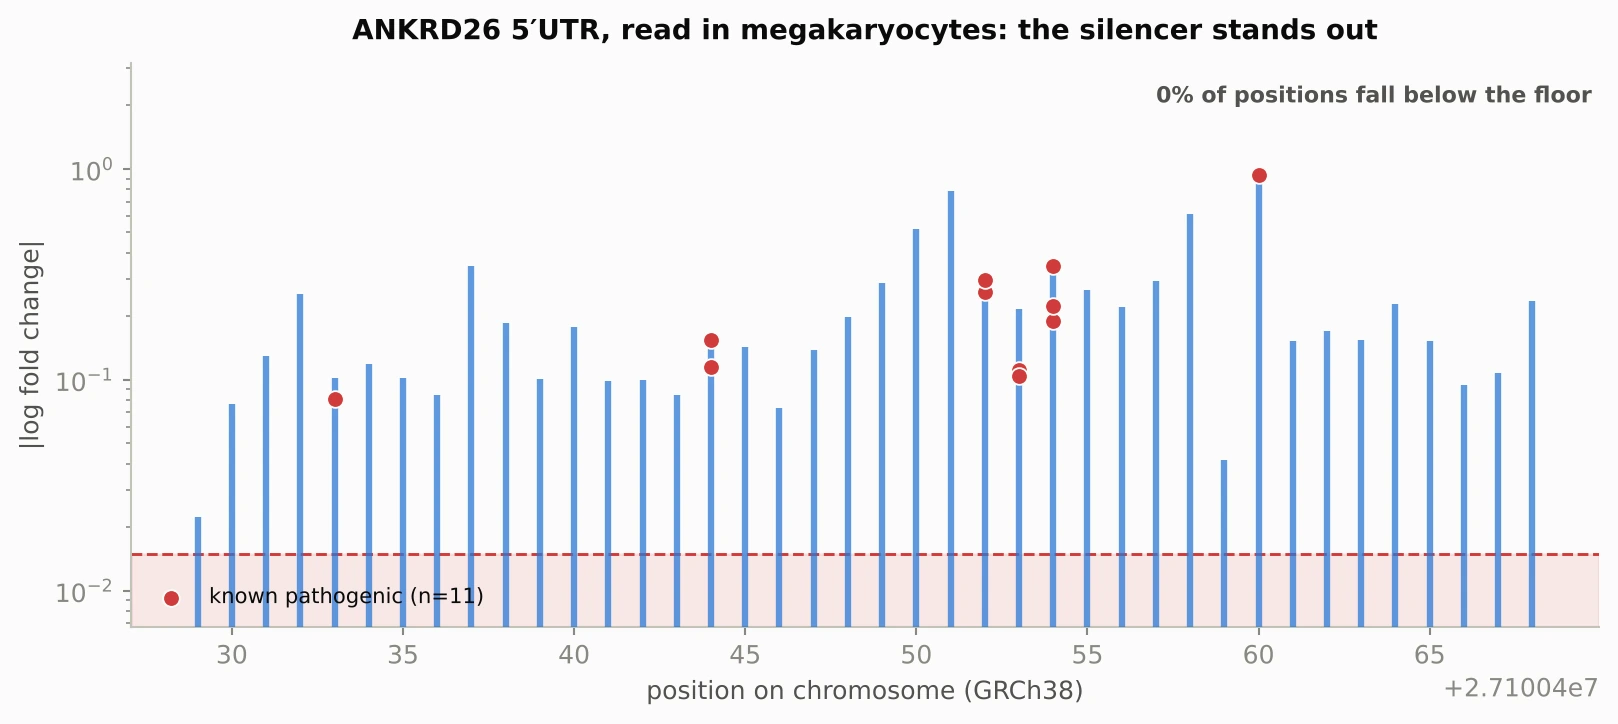 ANKRD26 5′UTR, read in megakaryocytes: the silencer stands out
0% of positions fall below the floor
|log fold change|
10⁰
10⁻¹
10⁻²
known pathogenic (n=11)
30 35 40 45 50 55 60 65
position on chromosome (GRCh38)
+2.71004e7